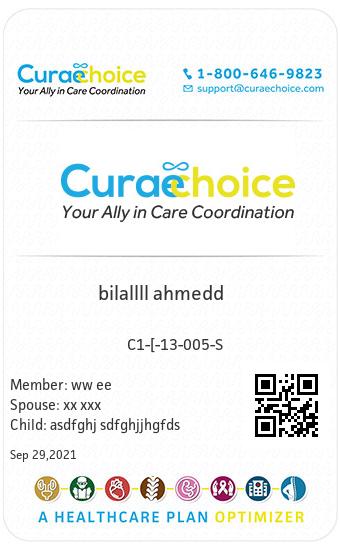 Curaechoice
Your Ally in Care Coordination
1-800-646-9823
support@curaechoice.com
Curaechoice
Your Ally in Care Coordination
bilallll ahmedd
C1-[-13-005-S
Member: ww ee
Spouse: xx xxx
Child: asdfghj sdfghjjhgfds
Sep 29,2021
A HEALTHCARE PLAN OPTIMIZER